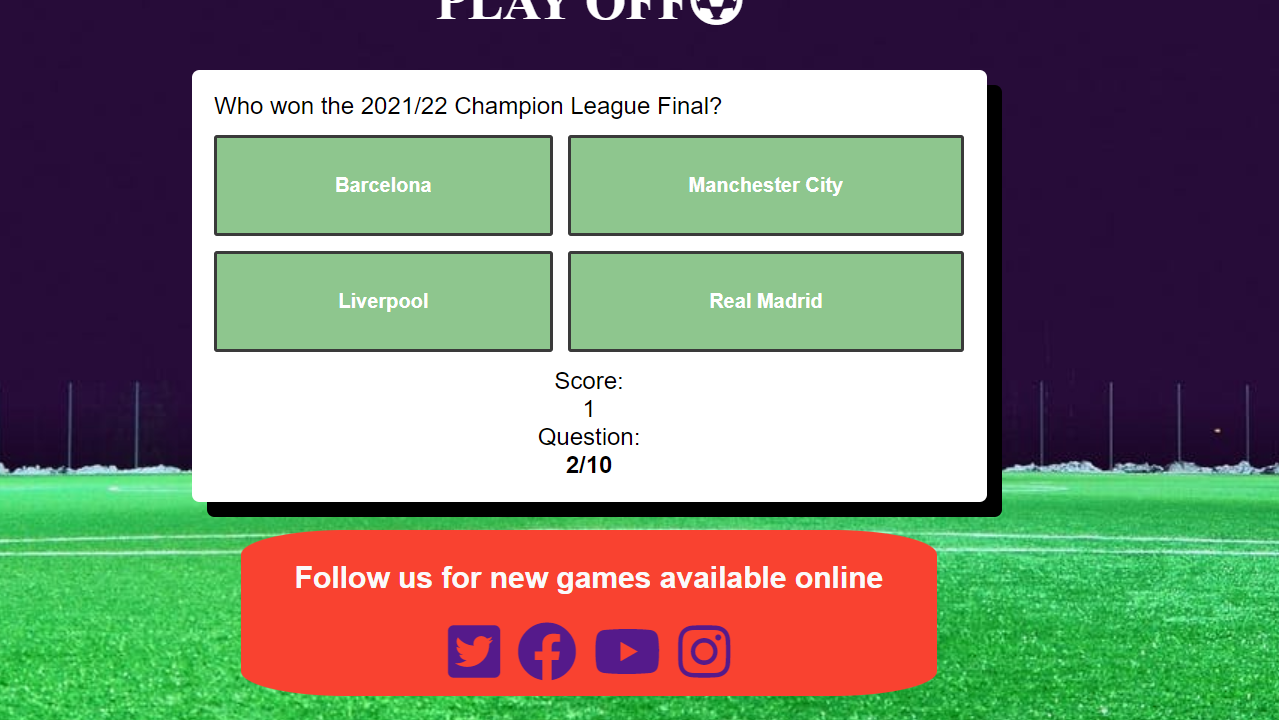 PLAY OFF
Who won the 2021/22 Champion League Final?
Barcelona
Manchester City
Liverpool
Real Madrid
Score:
1
Question:
2/10
Follow us for new games available online